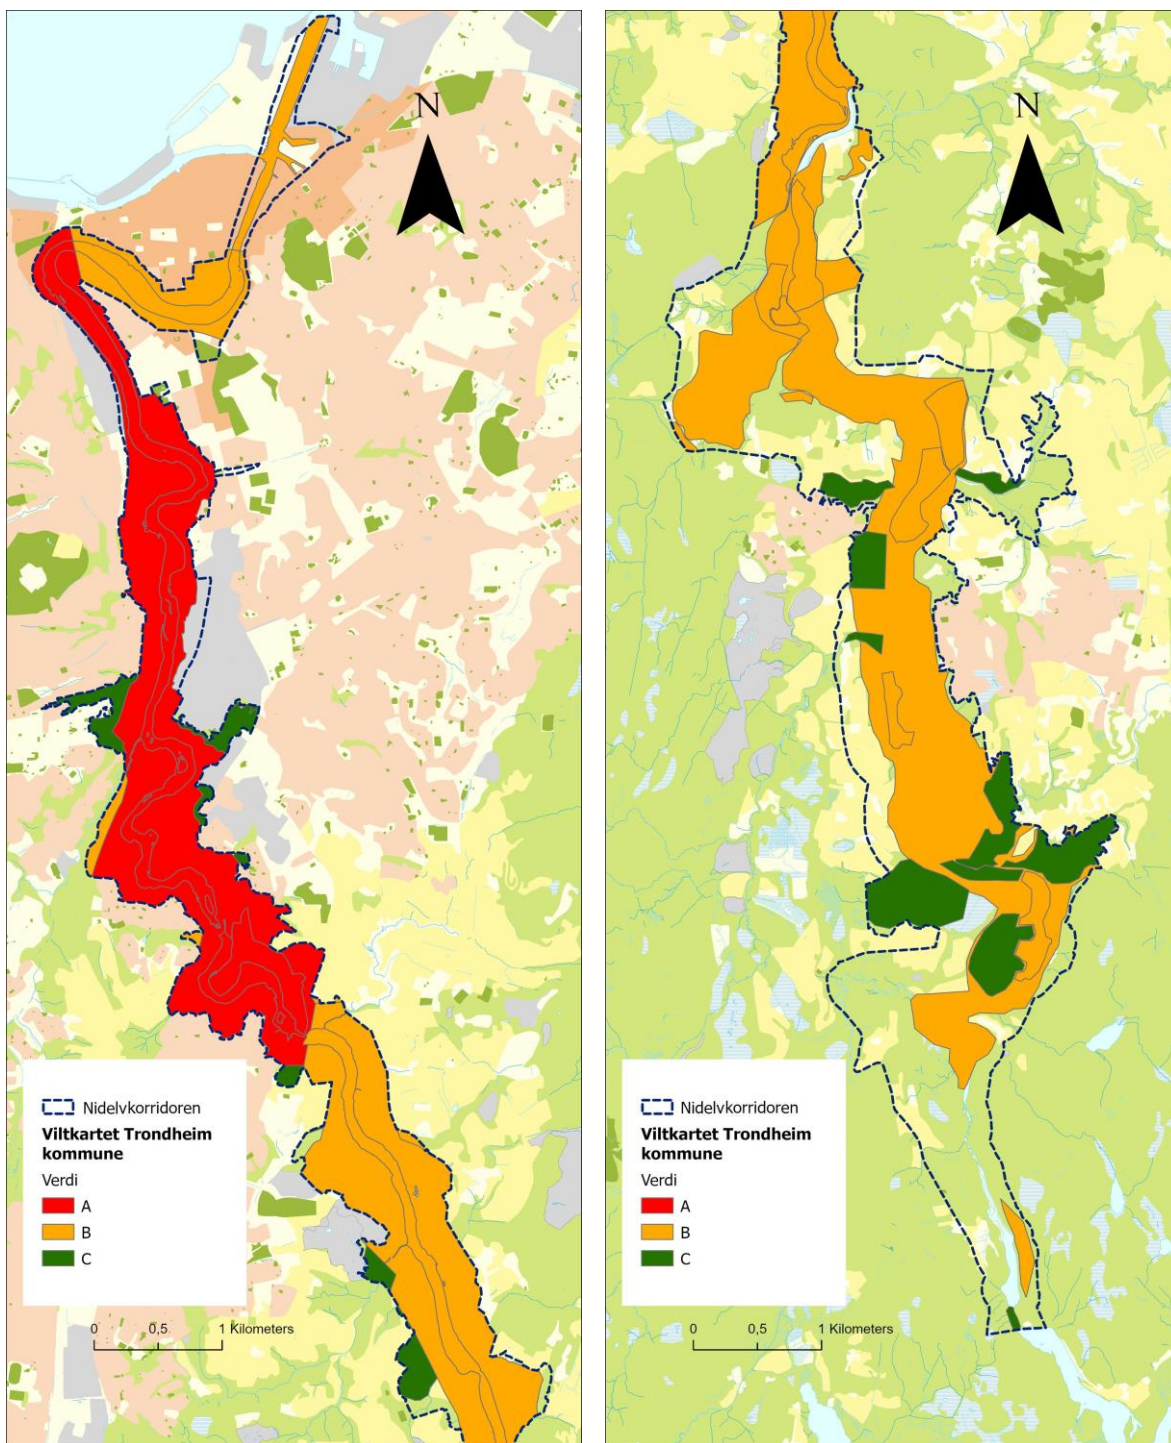 N
Nidelvkorridoren
Viltkartet Trondheim
kommune
Verdi
A
B
C
0 0,5 1 Kilometers
N
Nidelvkorridoren
Viltkartet Trondheim
kommune
Verdi
A
B
C
0 0,5 1 Kilometers